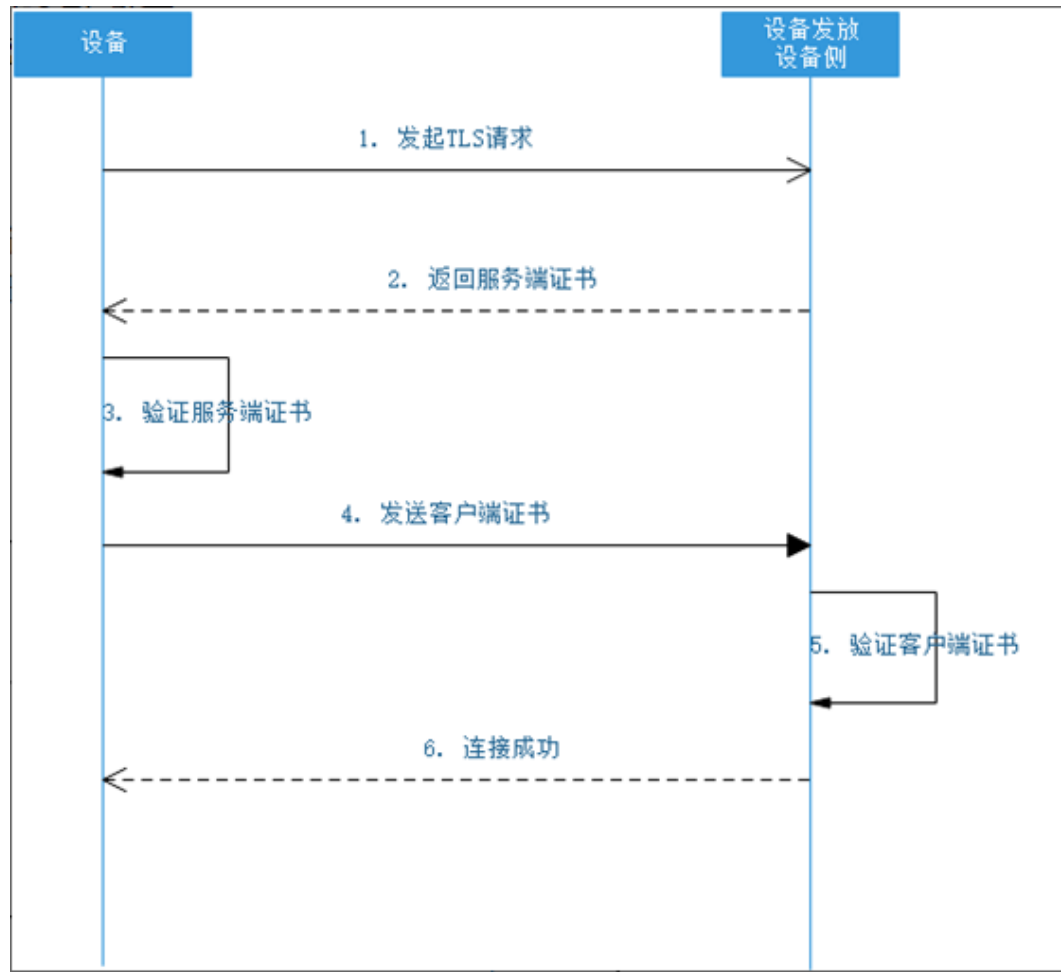 设备
设备发放
设备侧
1. 发起TLS请求
2. 返回服务端证书
3. 验证服务端证书
4. 发送客户端证书
5. 验证客户端证书
6. 连接成功